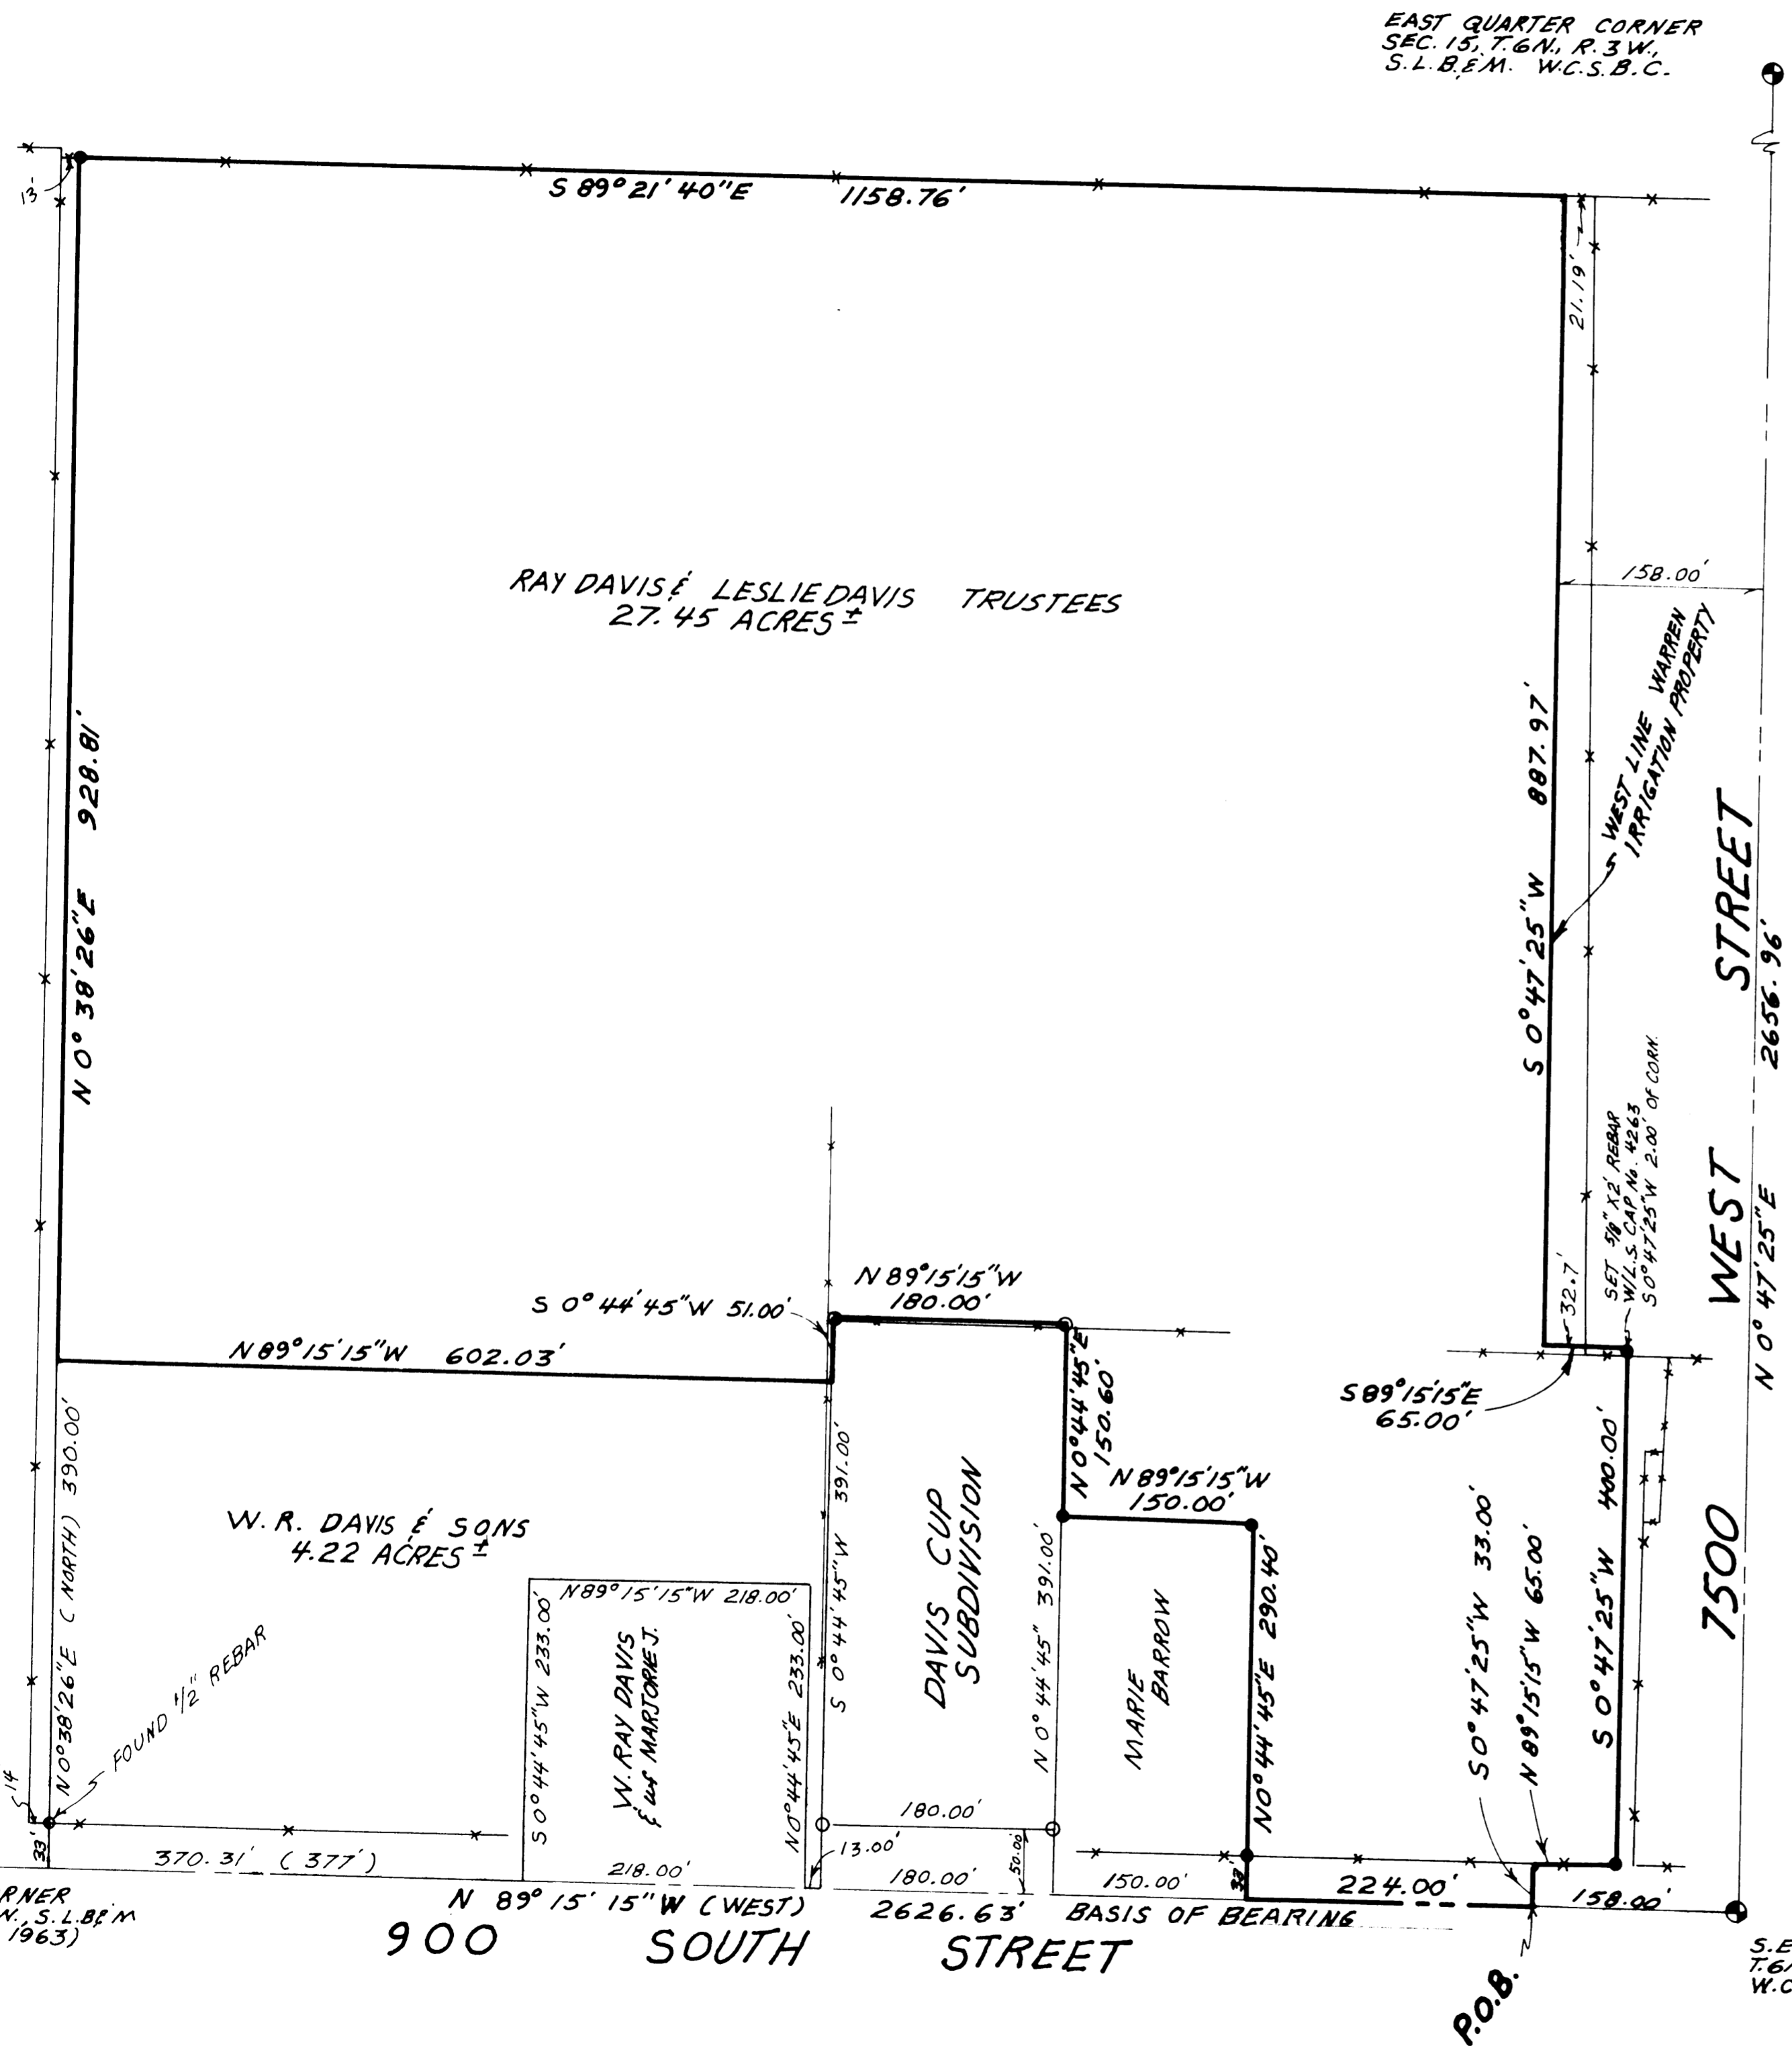 EAST QUARTER CORNER
SEC. 15, T. 6 N., R. 3 W.,
S.L.B.&M. W.C.S.B.C.
13'
S 89° 21' 40" E 1158.76'
21.19'
RAY DAVIS & LESLIE DAVIS TRUSTEES
27.45 ACRES ±
158.00'
WEST LINE WARREN
IRRIGATION PROPERTY
N 0° 38' 26" E 928.81'
S 0° 47' 25" W 887.97'
7500 WEST STREET
N 0° 47' 25" E 2656.96'
SET 5/8" X 2' REBAR
W/L.S. CAP No. 4263
S 0° 47' 25" W 2.00' OF CORN.
32.7'
N 89° 15' 15" W
180.00'
S 0° 44' 45" W 51.00'
N 89° 15' 15" W 602.03'
N 0° 44' 45" E
150.60'
S 89° 15' 15" E
65.00'
N 89° 15' 15" W
150.00'
N 0° 38' 26" E (NORTH) 390.00'
W. R. DAVIS & SONS
4.22 ACRES ±
FOUND 1/2" REBAR
S 0° 44' 45" W 233.00'
N 89° 15' 15" W 218.00'
W. RAY DAVIS
& wf MARJORIE J.
N 0° 44' 45" E 233.00'
S 0° 44' 45" W 391.00'
DAVIS CUP
SUBDIVISION
N 0° 44' 45" 391.00'
MARIE
BARROW
N 0° 44' 45" E 290.40'
S 0° 47' 25" W 33.00'
N 89° 15' 15" W 65.00'
S 0° 47' 25" W 400.00'
14'
33'
370.31' (377')
218.00'
13.00'
180.00'
180.00'
50.00'
150.00'
33'
224.00'
158.00'
N 89° 15' 15" W (WEST) 2626.63' BASIS OF BEARING
900 SOUTH STREET
P.O.B.
RNER
N., S.L.B&M
1963)
S.E
T.6
W.C